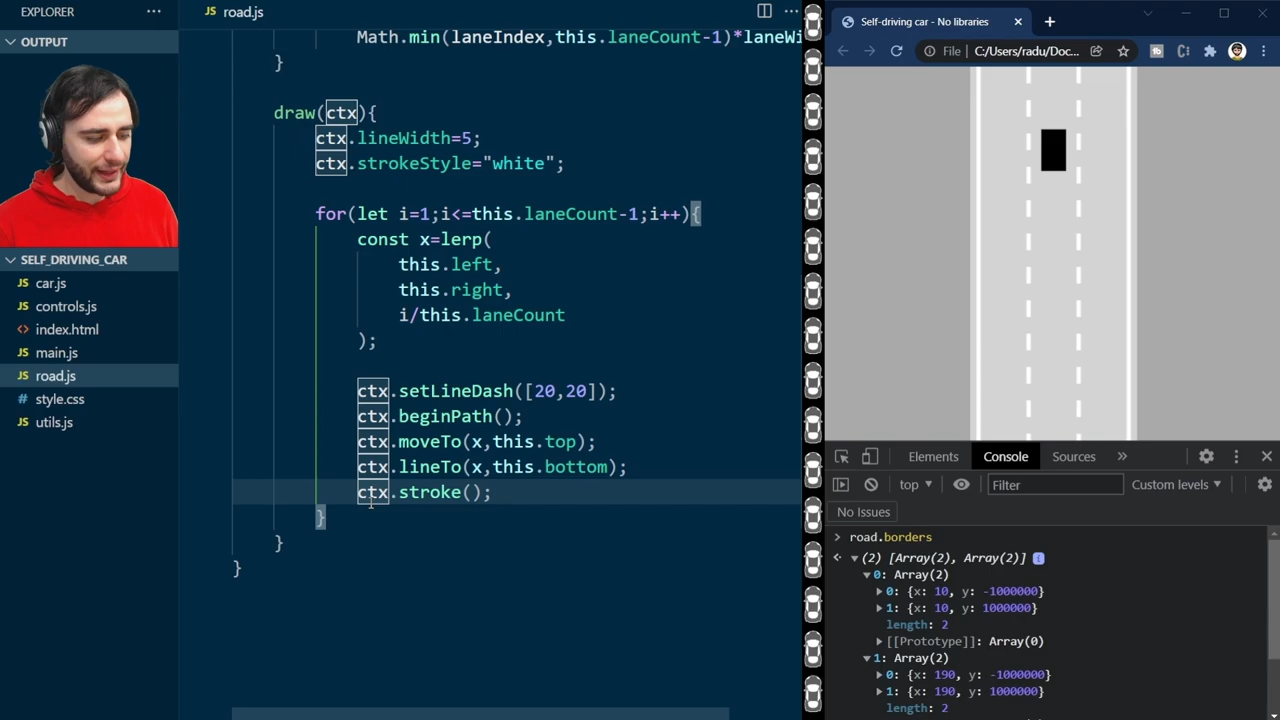 EXPLORER
OUTPUT
SELF_DRIVING_CAR
JS car.js
JS controls.js
index.html
JS main.js
JS road.js
style.css
JS utils.js
JS road.js
Math.min(laneIndex,this.laneCount-1)*laneWi
}
draw(ctx){
ctx.lineWidth=5;
ctx.strokeStyle="white";
for(let i=1;i<=this.laneCount-1;i++){
const x=lerp(
this.left,
this.right,
i/this.laneCount
);
ctx.setLineDash([20,20]);
ctx.beginPath();
ctx.moveTo(x,this.top);
ctx.lineTo(x,this.bottom);
ctx.stroke();
}
}
}
Self-driving car - No libraries
File C:/Users/radu/Doc...
Elements Console Sources
top Filter Custom levels
No Issues
road.borders
(2) [Array(2), Array(2)] i
0: Array(2)
0: {x: 10, y: -1000000}
1: {x: 10, y: 1000000}
length: 2
[[Prototype]]: Array(0)
1: Array(2)
0: {x: 190, y: -1000000}
1: {x: 190, y: 1000000}
length: 2